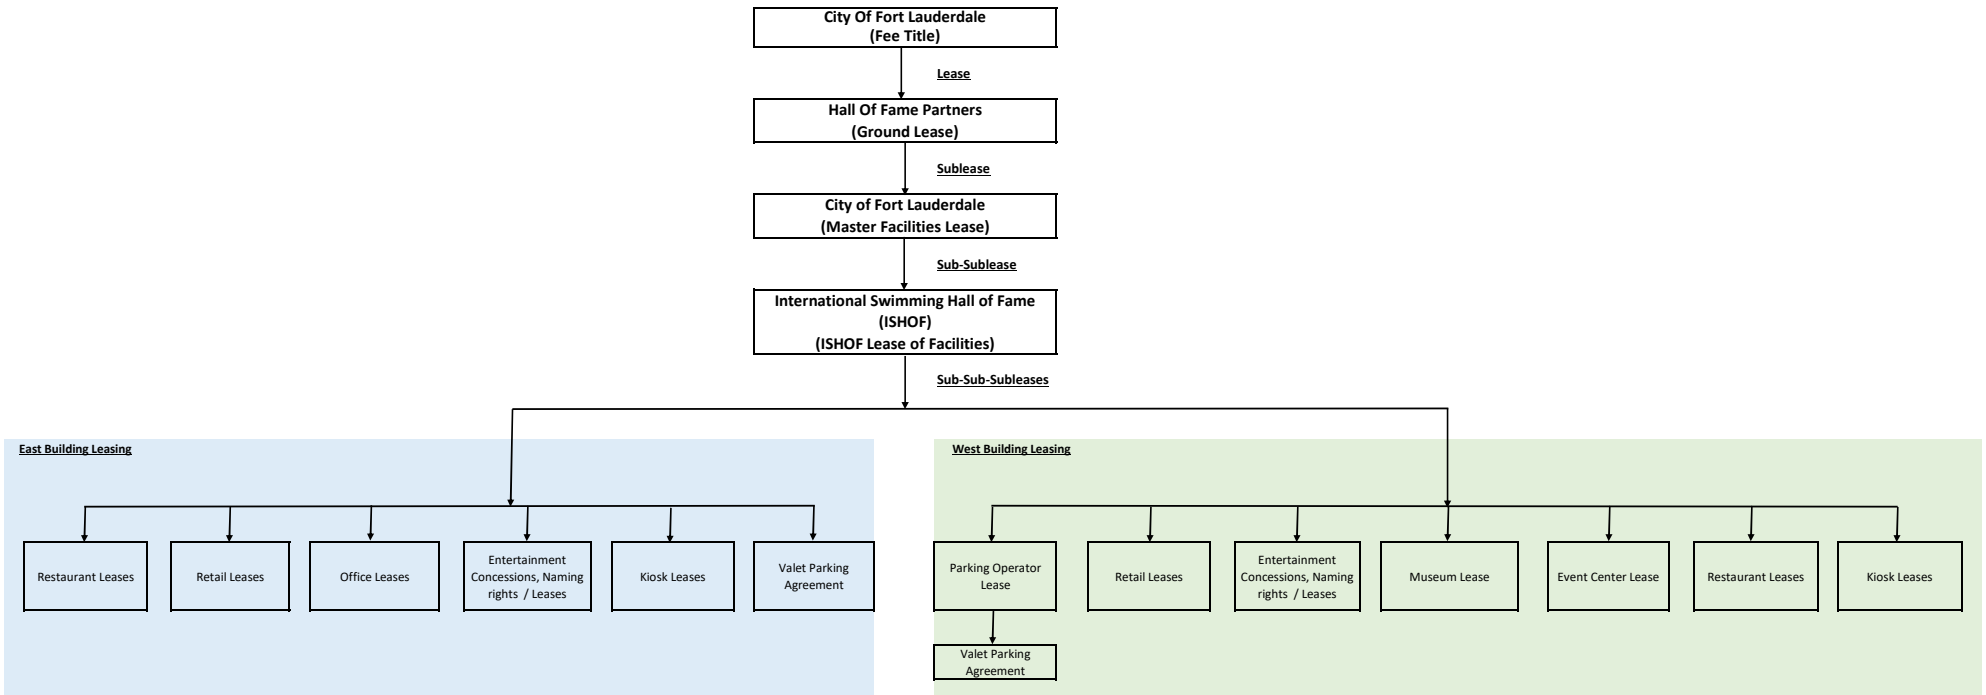 City Of Fort Lauderdale
(Fee Title)
Lease
Hall Of Fame Partners
(Ground Lease)
Sublease
City of Fort Lauderdale
(Master Facilities Lease)
Sub-Sublease
International Swimming Hall of Fame
(ISHOF)
(ISHOF Lease of Facilities)
Sub-Sub-Subleases
East Building Leasing
Restaurant Leases
Retail Leases
Office Leases
Entertainment
Concessions, Naming
rights / Leases
Kiosk Leases
Valet Parking
Agreement
West Building Leasing
Parking Operator
Lease
Retail Leases
Entertainment
Concessions, Naming
rights / Leases
Museum Lease
Event Center Lease
Restaurant Leases
Kiosk Leases
Valet Parking
Agreement